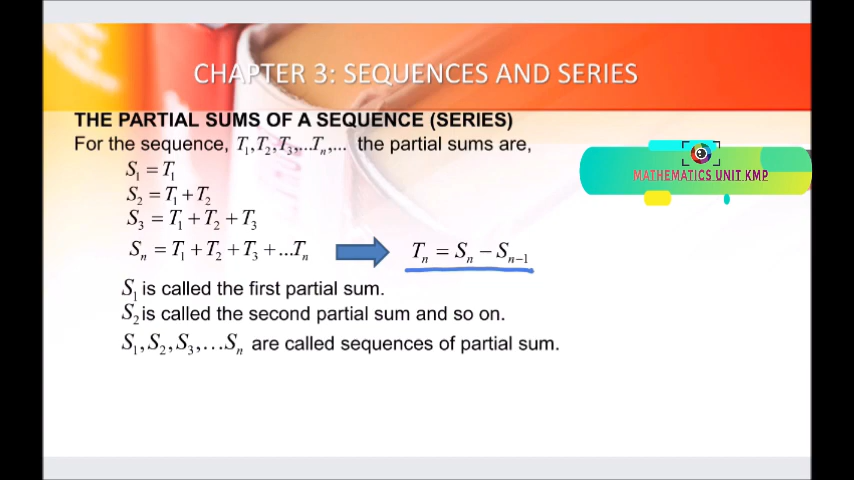 CHAPTER 3: SEQUENCES AND SERIES
THE PARTIAL SUMS OF A SEQUENCE (SERIES)
For the sequence, T₁,T₂,T₃,...Tₙ,... the partial sums are,
MATHEMATICS UNIT KMP
S₁ = T₁
S₂ = T₁ + T₂
S₃ = T₁ + T₂ + T₃
Sₙ = T₁ + T₂ + T₃ + ...Tₙ
Tₙ = Sₙ − Sₙ₋₁
S₁ is called the first partial sum.
S₂ is called the second partial sum and so on.
S₁, S₂, S₃, ...Sₙ are called sequences of partial sum.